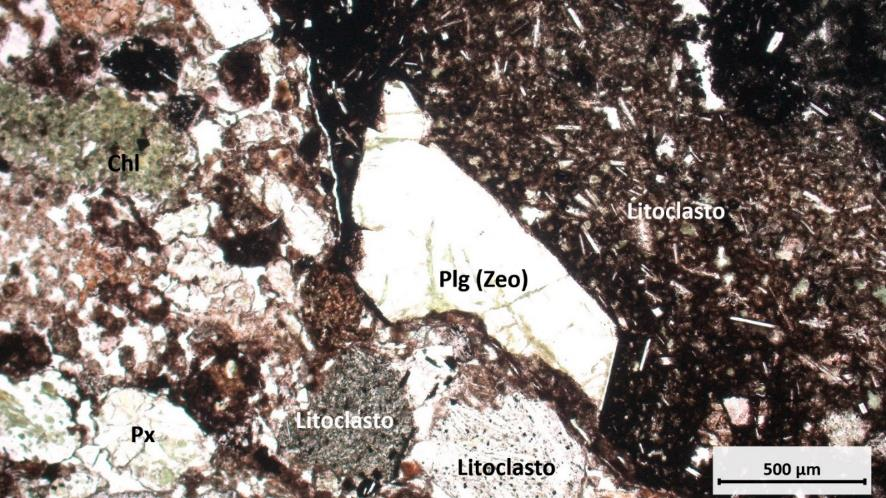 Chl
Litoclasto
Plg (Zeo)
Litoclasto
Px
Litoclasto
500 µm